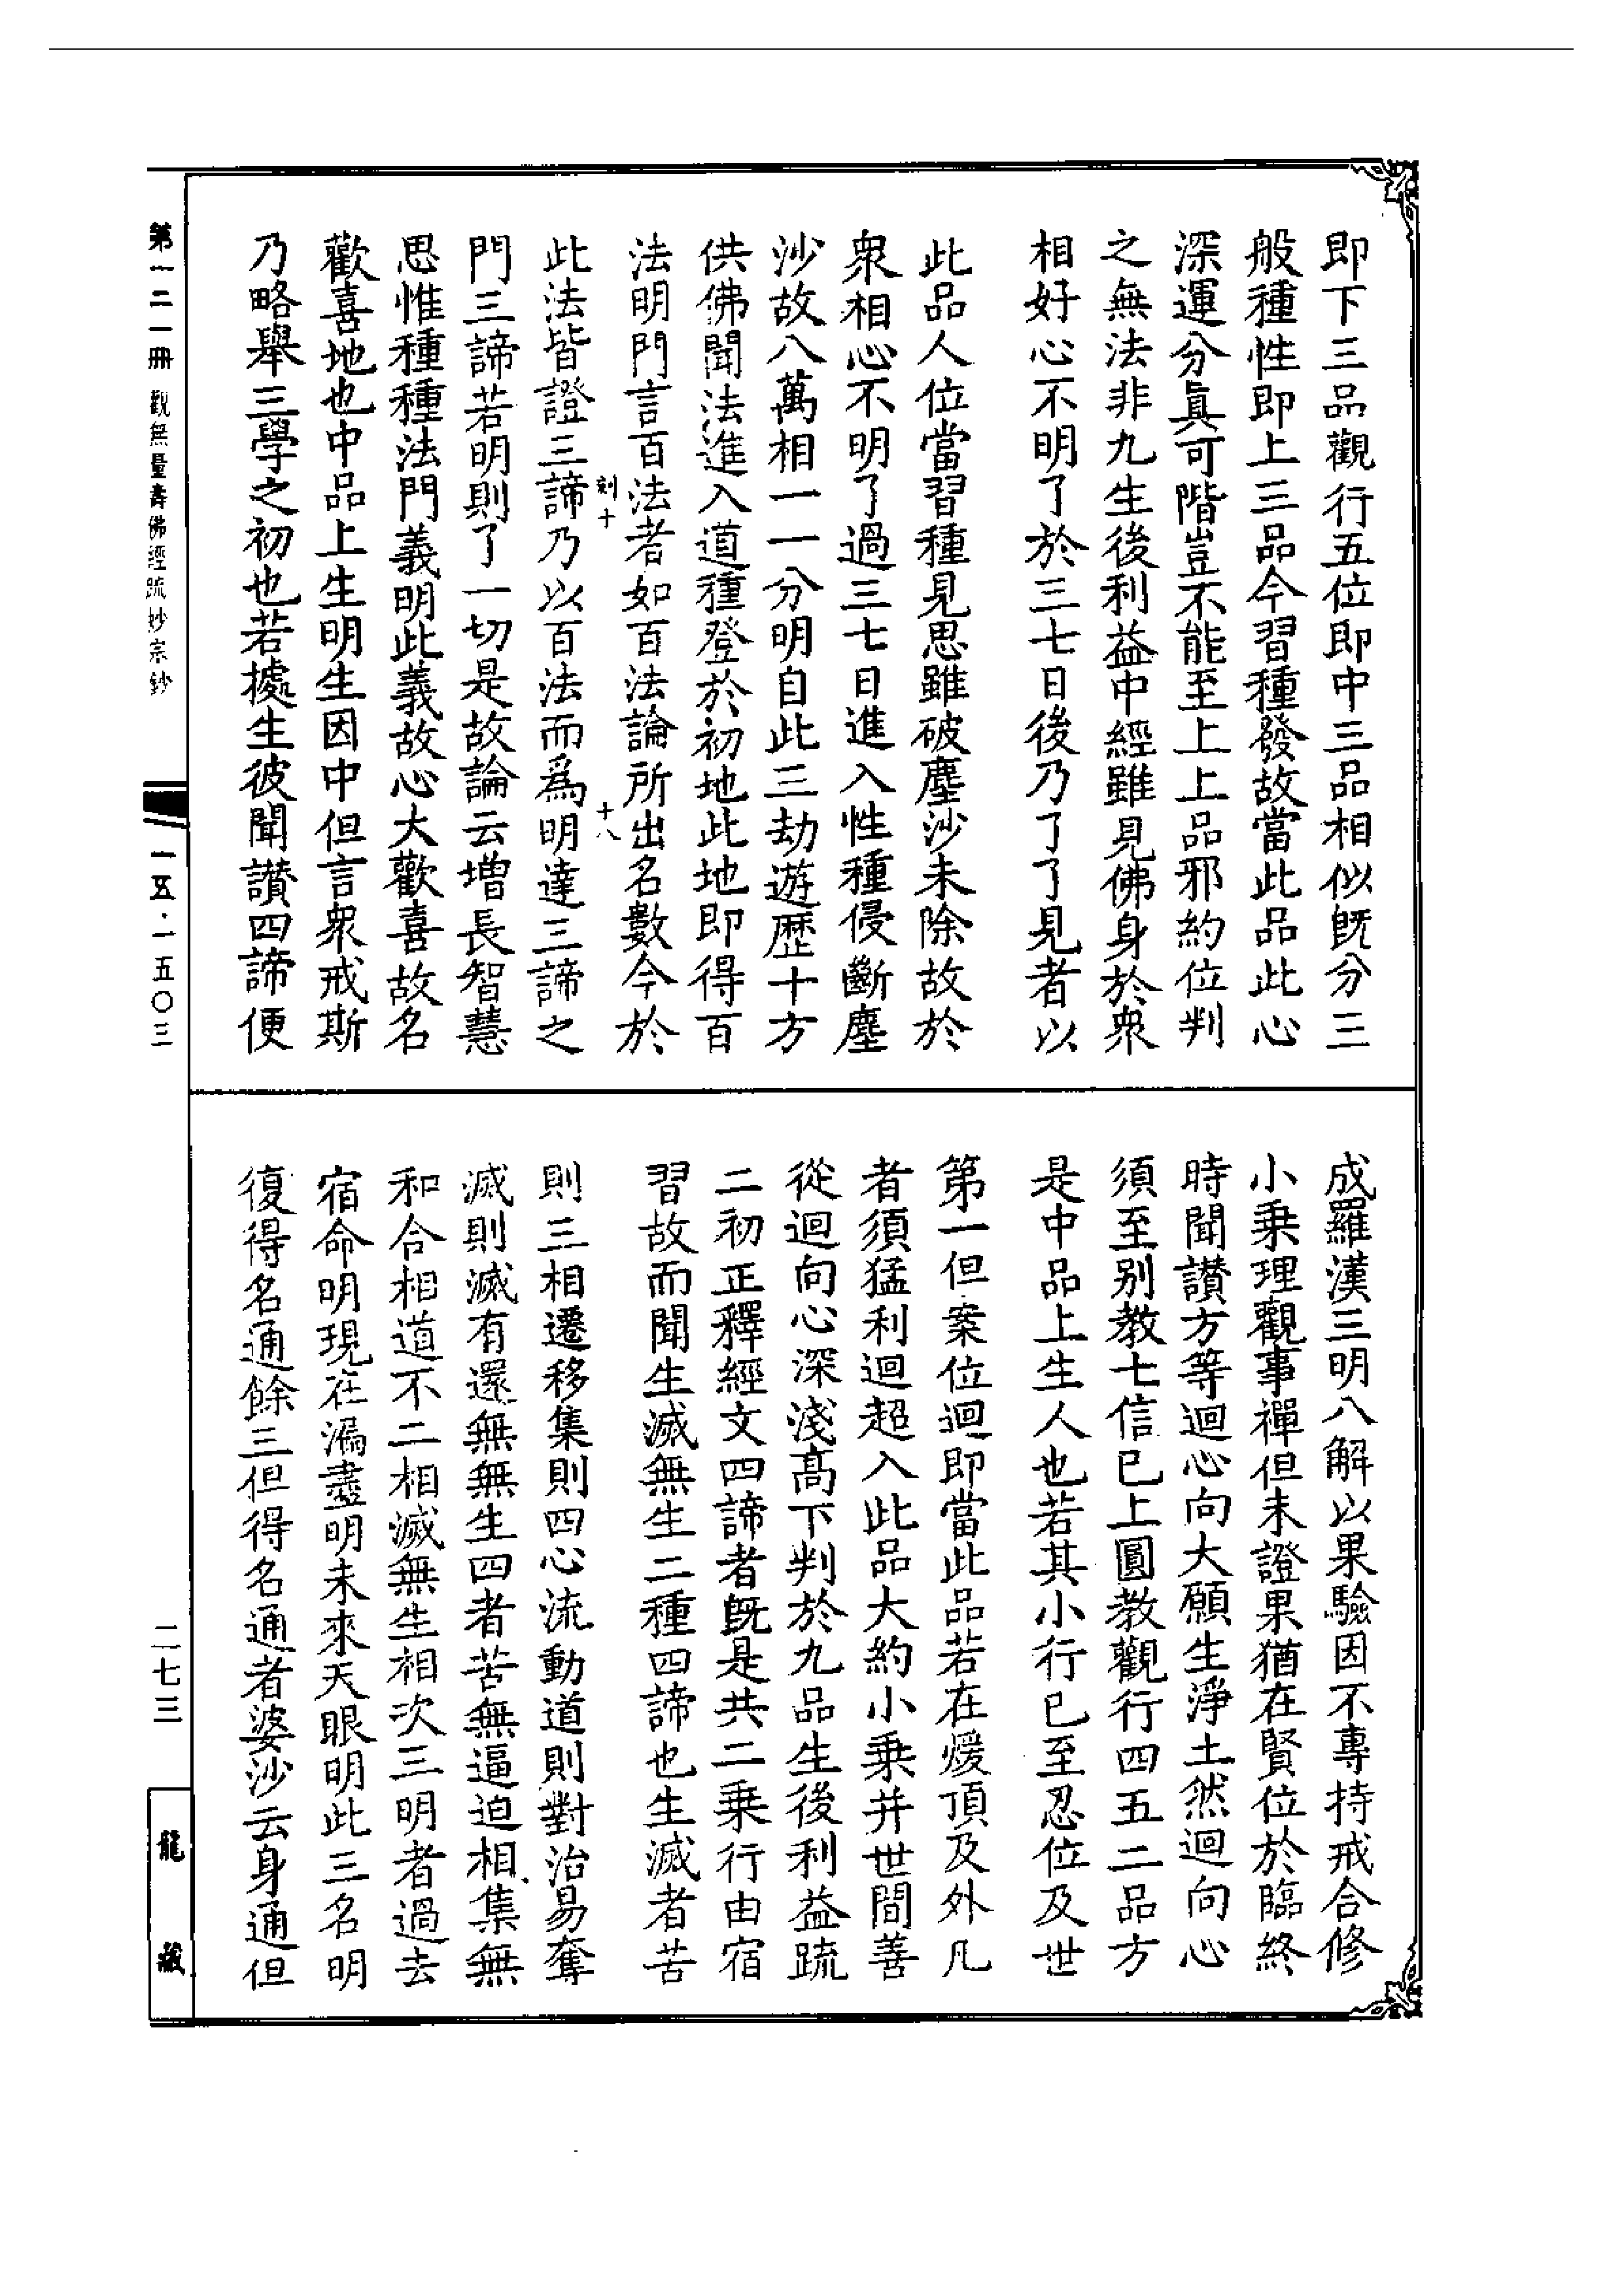 即下三品觀行五位即中三品相似旣分三
般種性即上三品今習種發故當此品此心
深運分眞可階豈不能至上上品邪約位判
之無法非九生後利益中經雖見佛身於衆
相好心不明了於三七日後乃了了見者以
此品人位當習種見思雖破塵沙未除故於
衆相心不明了過三七日進入性種侵斷塵
沙故八萬相一一分明自此三劫遊歷十方
供佛聞法進入道種登於初地此地即得百
法明門言百法者如百法論所出名數今於
刻十
十八
此法皆證三諦乃以百法而爲明達三諦之
門三諦若明則了一切是故論云增長智慧
思惟種種法門義明此義故心大歡喜故名
歡喜地也中品上生明生因中但言衆戒斯
乃略舉三學之初也若據生彼聞讚四諦便
成羅漢三明八解以果驗因不專持戒合修
小乘理觀事禪但未證果猶在賢位於臨終
時聞讚方等迴心向大願生淨土然迴向心
須至别教七信已上圓教觀行四五二品方
是中品上生人也若其小行已至忍位及世
第一但案位迴即當此品若在煖頂及外凡
者須猛利迴超入此品大約小乘并世間善
從迴向心深淺髙下判於九品生後利益䟽
二初正釋經文四諦者旣是共二乘行由宿
習故而聞生滅無生二種四諦也生滅者苦
則三相遷移集則四心流動道則對治易奪
滅則滅有還無無生四者苦無逼迫相集無
和合相道不二相滅無生相次三明者過去
宿命明現在漏盡明未來天眼明此三名明
復得名通餘三但得名通者婆沙云身通但
第一二一冊 觀無量壽佛經䟽妙宗鈔
一五·一五〇三
二七三
龍藏